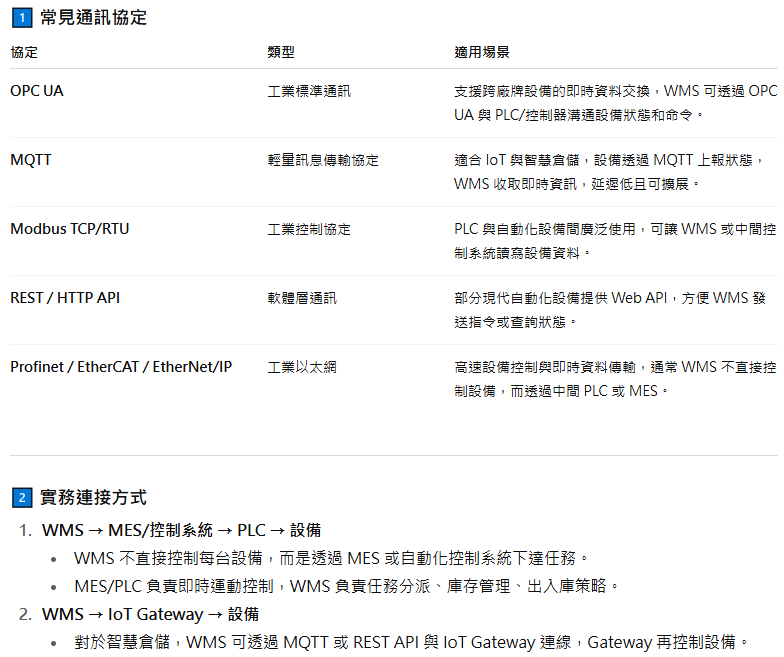 1 常見通訊協定
協定 類型 適用場景
OPC UA 工業標準通訊 支援跨廠牌設備的即時資料交換，WMS 可透過 OPC
UA 與 PLC/控制器溝通設備狀態和命令。
MQTT 輕量訊息傳輸協定 適合 IoT 與智慧倉儲，設備透過 MQTT 上報狀態，
WMS 收取即時資訊，延遲低且可擴展。
Modbus TCP/RTU 工業控制協定 PLC 與自動化設備間廣泛使用，可讓 WMS 或中間控
制系統讀寫設備資料。
REST / HTTP API 軟體層通訊 部分現代自動化設備提供 Web API，方便 WMS 發
送指令或查詢狀態。
Profinet / EtherCAT / EtherNet/IP 工業以太網 高速設備控制與即時資料傳輸，通常 WMS 不直接控
制設備，而透過中間 PLC 或 MES。
2 實務連接方式
1. WMS → MES/控制系統 → PLC → 設備
• WMS 不直接控制每台設備，而是透過 MES 或自動化控制系統下達任務。
• MES/PLC 負責即時運動控制，WMS 負責任務分派、庫存管理、出入庫策略。
2. WMS → IoT Gateway → 設備
• 對於智慧倉儲，WMS 可透過 MQTT 或 REST API 與 IoT Gateway 連線，Gateway 再控制設備。